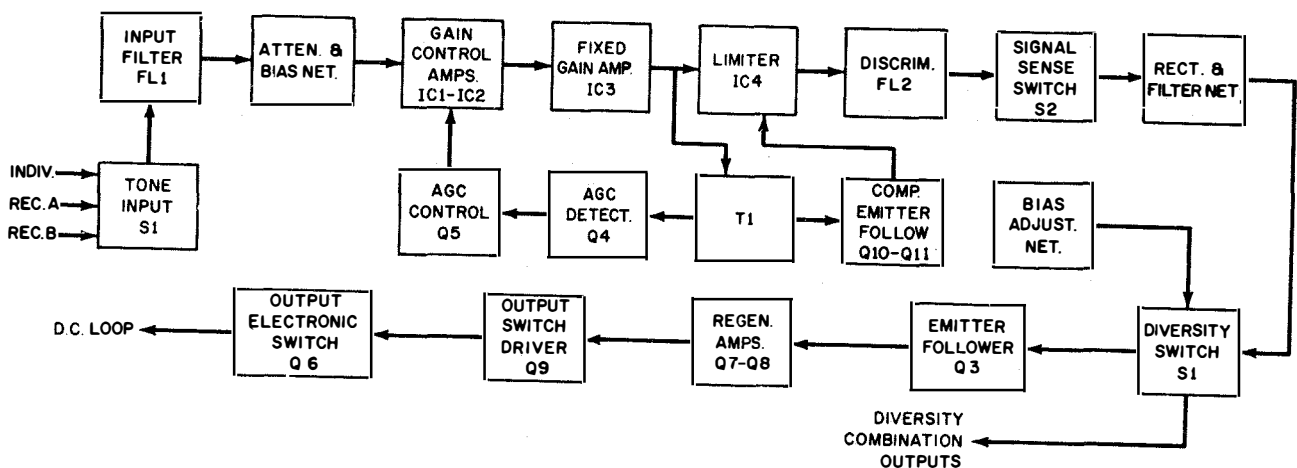 INPUT
FILTER
FL1
ATTEN. &
BIAS NET.
GAIN
CONTROL
AMPS.
IC1-IC2
FIXED
GAIN AMP.
IC3
LIMITER
IC4
DISCRIM.
FL2
SIGNAL
SENSE
SWITCH
S2
RECT. &
FILTER NET.
INDIV.
REC. A
REC. B
TONE
INPUT
S1
AGC
CONTROL
Q5
AGC
DETECT.
Q4
T1
COMP.
EMITTER
FOLLOW
Q10-Q11
BIAS
ADJUST.
NET.
D.C. LOOP
OUTPUT
ELECTRONIC
SWITCH
Q6
OUTPUT
SWITCH
DRIVER
Q9
REGEN.
AMPS.
Q7-Q8
EMITTER
FOLLOWER
Q3
DIVERSITY
SWITCH
S1
DIVERSITY
COMBINATION
OUTPUTS